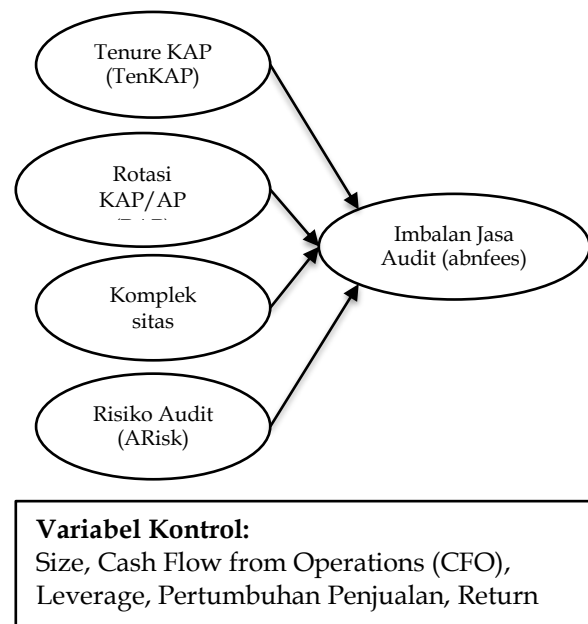 Tenure KAP
(TenKAP)
Rotasi
KAP/AP
Komplek
sitas
Risiko Audit
(ARisk)
Imbalan Jasa
Audit (abnfees)
Variabel Kontrol:
Size, Cash Flow from Operations (CFO),
Leverage, Pertumbuhan Penjualan, Return